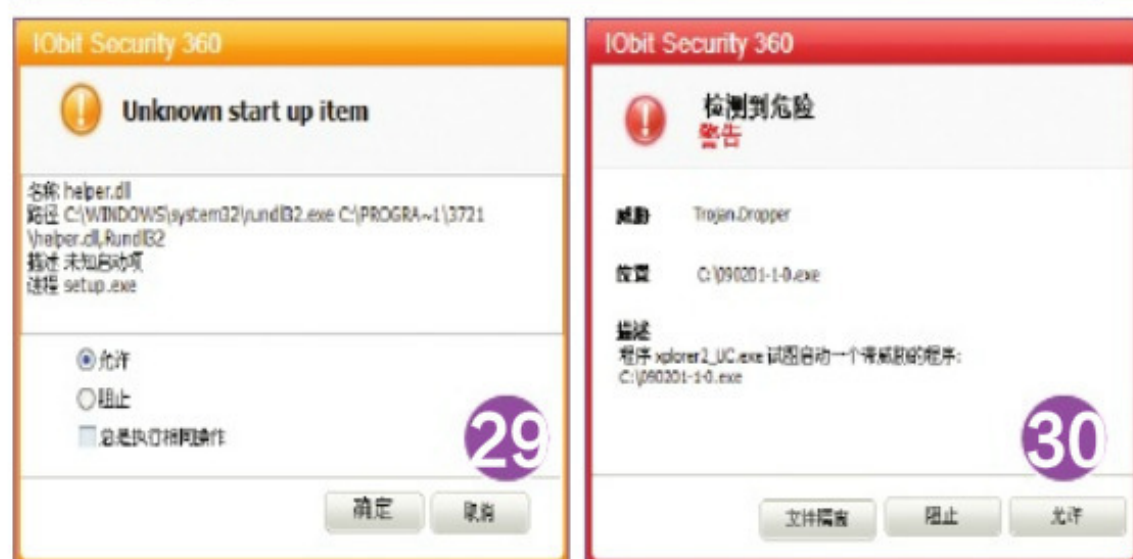 IObit Security 360
Unknown start up item
名称 helper.dll
路径 C:\WINDOWS\system32\rundll32.exe C:\PROGRA~1\3721
\helper.dll,Rundll32
描述 未知启动项
进程 setup.exe
允许
阻止
总是执行相同操作
29
确定 取消
IObit Security 360
检测到危险
警告
威胁 Trojan.Dropper
位置 C:\090201-1-0.exe
描述
程序 xplorer2_UC.exe 试图启动一个带威胁的程序:
C:\090201-1-0.exe
30
文件隔离 阻止 允许